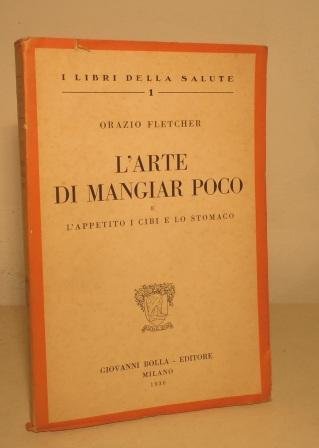 I LIBRI DELLA SALUTE
1
ORAZIO FLETCHER
L'ARTE
DI MANGIAR POCO
E
L'APPETITO I CIBI E LO STOMACO
GIOVANNI BOLLA - EDITORE
MILANO